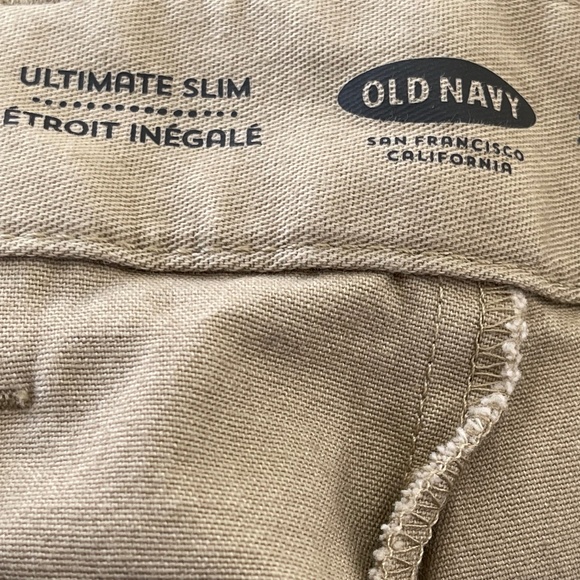 ULTIMATE SLIM
ÉTROIT INÉGALÉ
OLD NAVY
SAN FRANCISCO
CALIFORNIA